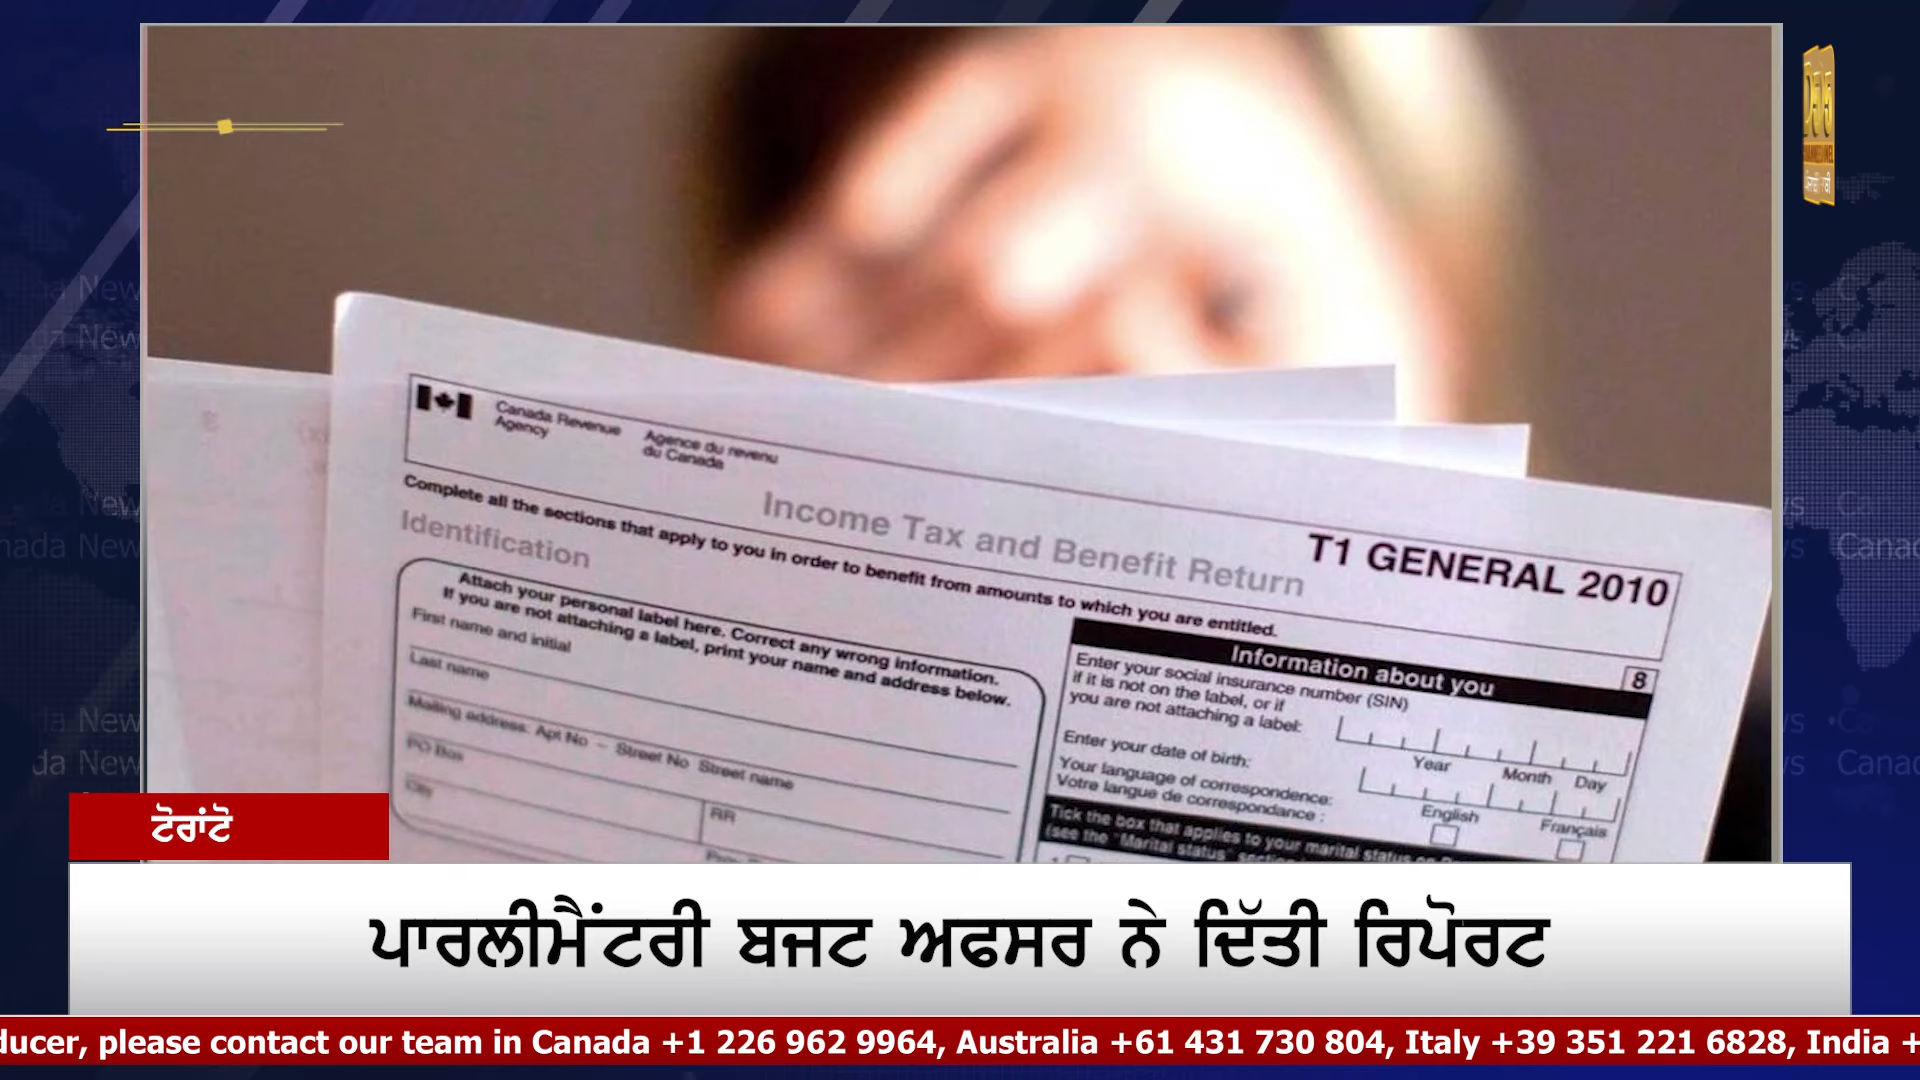 Canada Revenue
Agency
Agence du revenu
du Canada
Income Tax and Benefit Return
T1 GENERAL 2010
Complete all the sections that apply to you in order to benefit from amounts to which you are entitled.
Identification
Attach your personal label here. Correct any wrong information.
If you are not attaching a label, print your name and address below.
First name and initial
Last name
Mailing address: Apt No – Street No Street name
PO Box
RR
City
Information about you
8
Enter your social insurance number (SIN)
if it is not on the label, or if
you are not attaching a label:
Year Month Day
Enter your date of birth:
Your language of correspondence:
Votre langue de correspondance :
English
Français
Tick the box that applies to your marital status on
(see the "Marital status"
ਟੋਰਾਂਟੋ
ਪਾਰਲੀਮੈਂਟਰੀ ਬਜਟ ਅਫਸਰ ਨੇ ਦਿੱਤੀ ਰਿਪੋਰਟ
ducer, please contact our team in Canada +1 226 962 9964, Australia +61 431 730 804, Italy +39 351 221 6828, India +